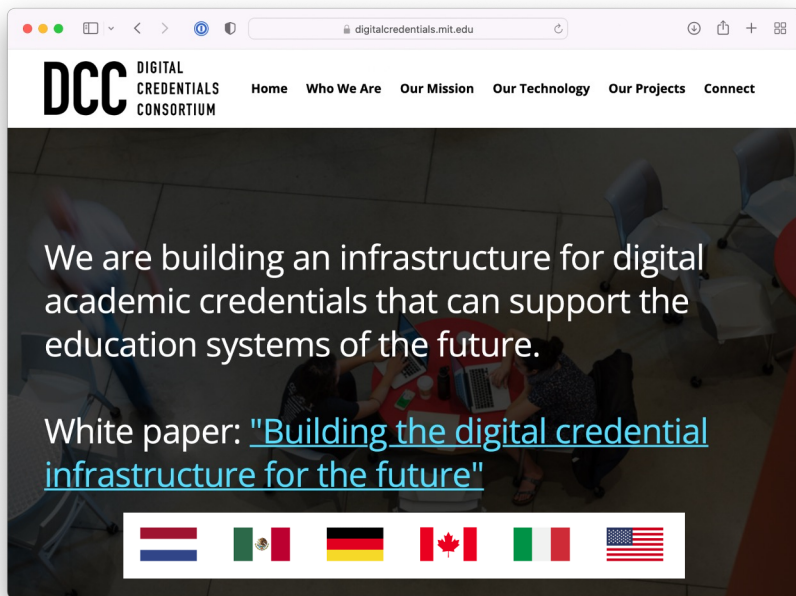 digitalcredentials.mit.edu
DCC
DIGITAL
CREDENTIALS
CONSORTIUM
Home Who We Are Our Mission Our Technology Our Projects Connect
We are building an infrastructure for digital
academic credentials that can support the
education systems of the future.
White paper: "Building the digital credential
infrastructure for the future"